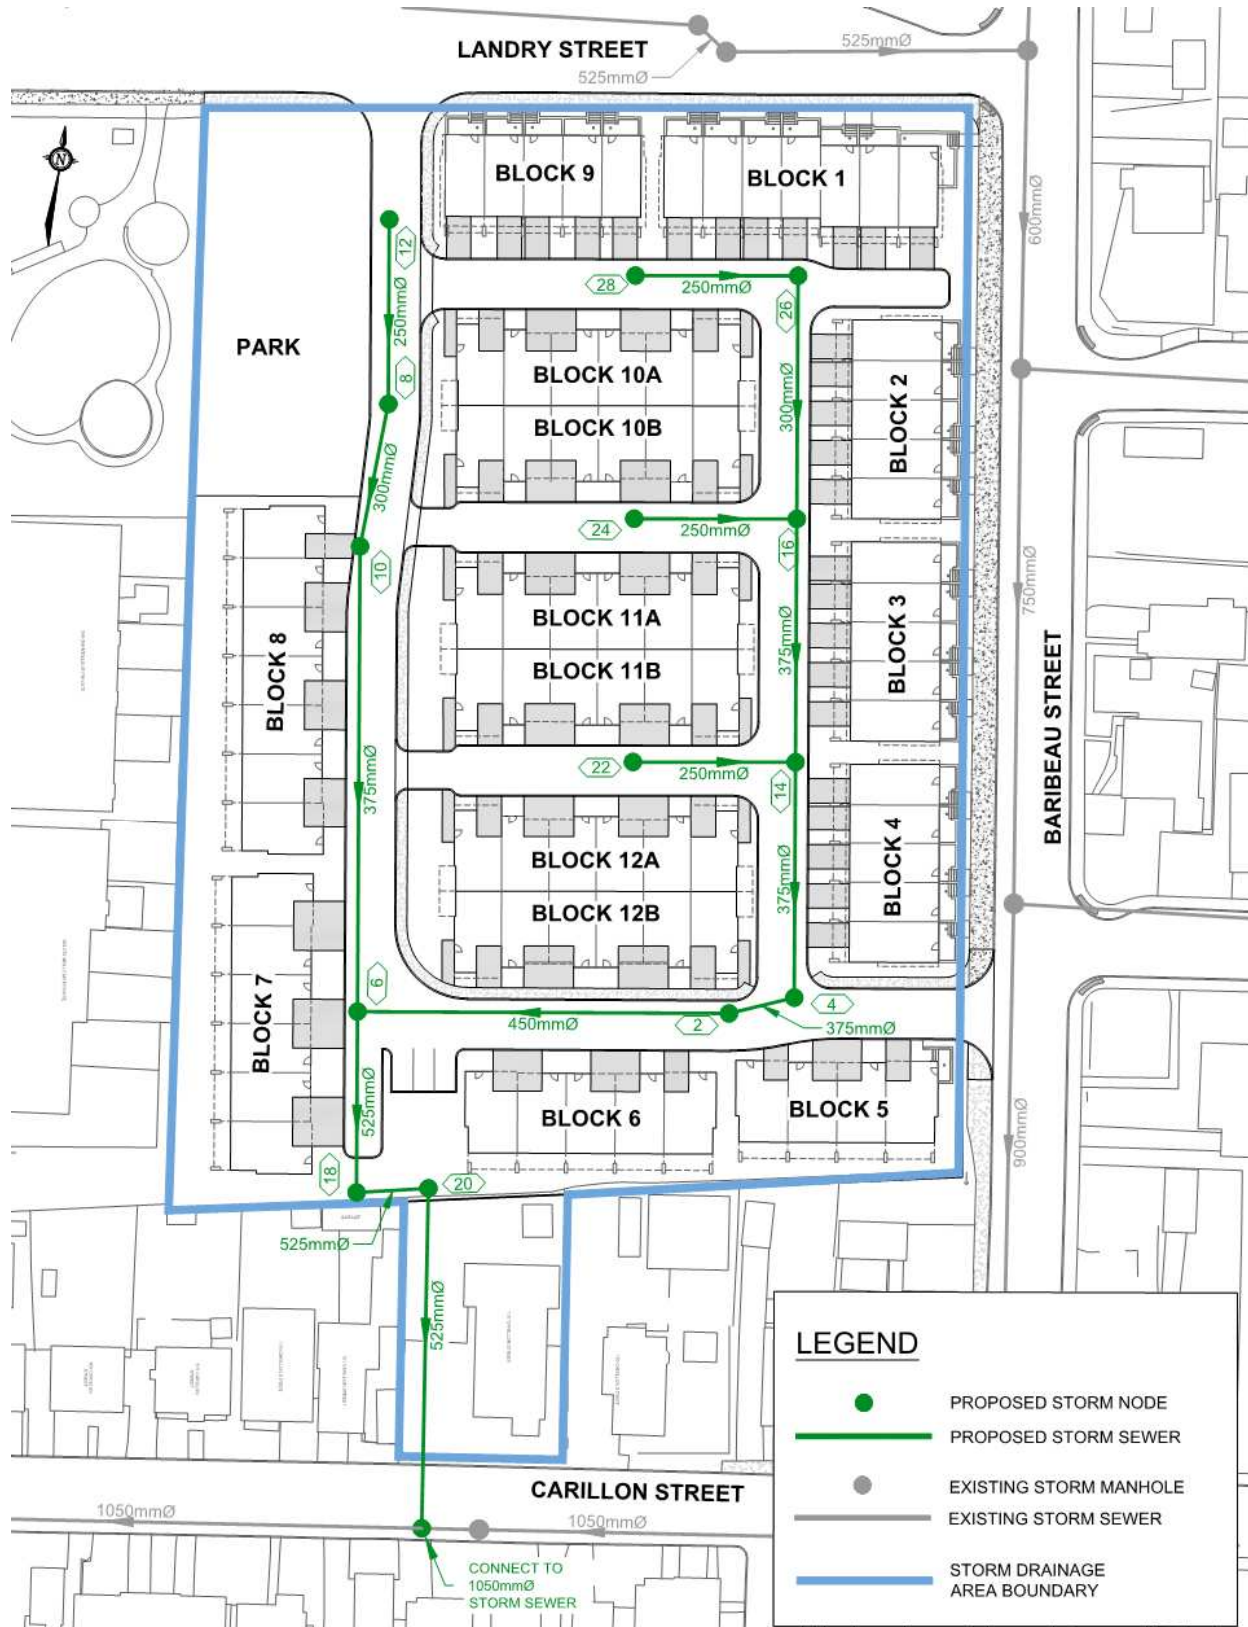 LANDRY STREET
525mmØ
525mmØ
N
BLOCK 9
BLOCK 1
600mmØ
12
28
250mmØ
26
250mmØ
PARK
8
BLOCK 10A
BLOCK 10B
300mmØ
BLOCK 2
300mmØ
24
250mmØ
16
10
750mmØ
BLOCK 11A
BLOCK 11B
375mmØ
BLOCK 3
BLOCK 8
BARIBEAU STREET
375mmØ
22
250mmØ
14
BLOCK 12A
BLOCK 12B
375mmØ
BLOCK 4
6
BLOCK 7
450mmØ
2
4
375mmØ
525mmØ
BLOCK 6
BLOCK 5
900mmØ
18
20
525mmØ
525mmØ
CARILLON STREET
1050mmØ
1050mmØ
CONNECT TO
1050mmØ
STORM SEWER
LEGEND
PROPOSED STORM NODE
PROPOSED STORM SEWER
EXISTING STORM MANHOLE
EXISTING STORM SEWER
STORM DRAINAGE
AREA BOUNDARY